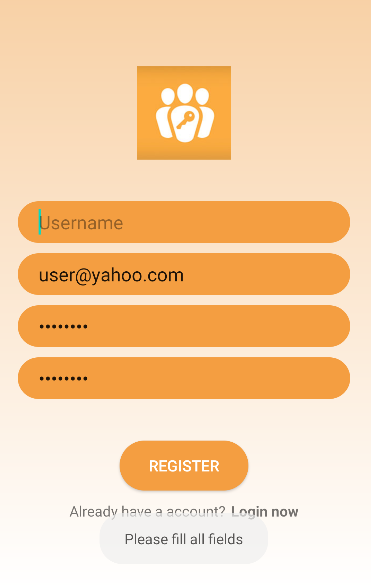 Username
user@yahoo.com
••••••••
••••••••
REGISTER
Already have a account? Login now
Please fill all fields